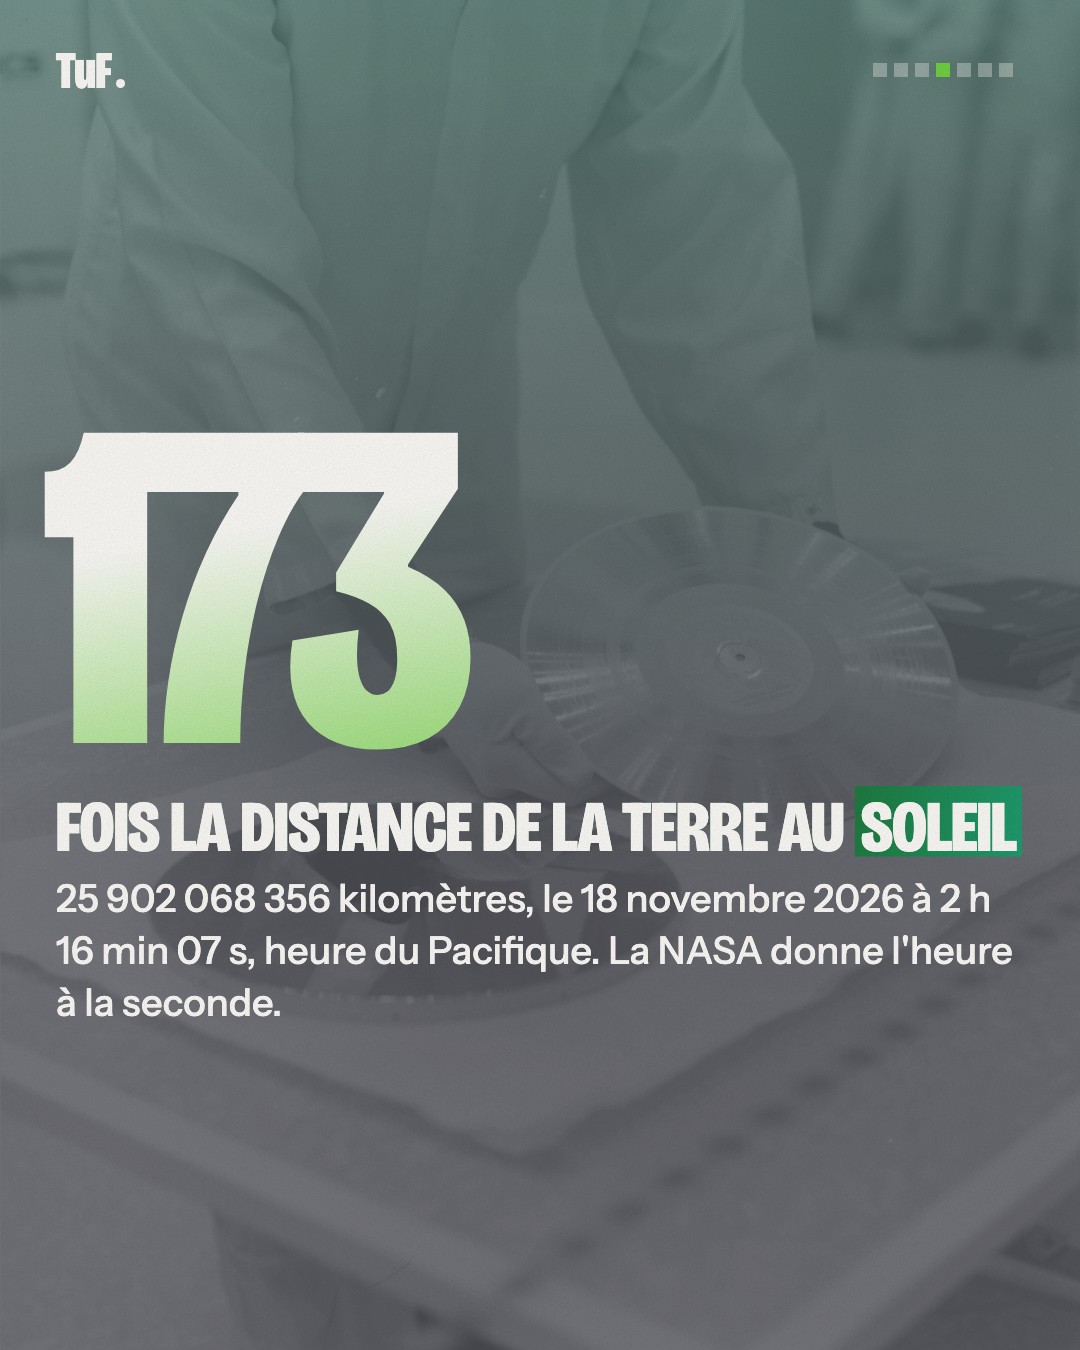 TuF.
173
FOIS LA DISTANCE DE LA TERRE AU SOLEIL
25 902 068 356 kilomètres, le 18 novembre 2026 à 2 h
16 min 07 s, heure du Pacifique. La NASA donne l'heure
à la seconde.